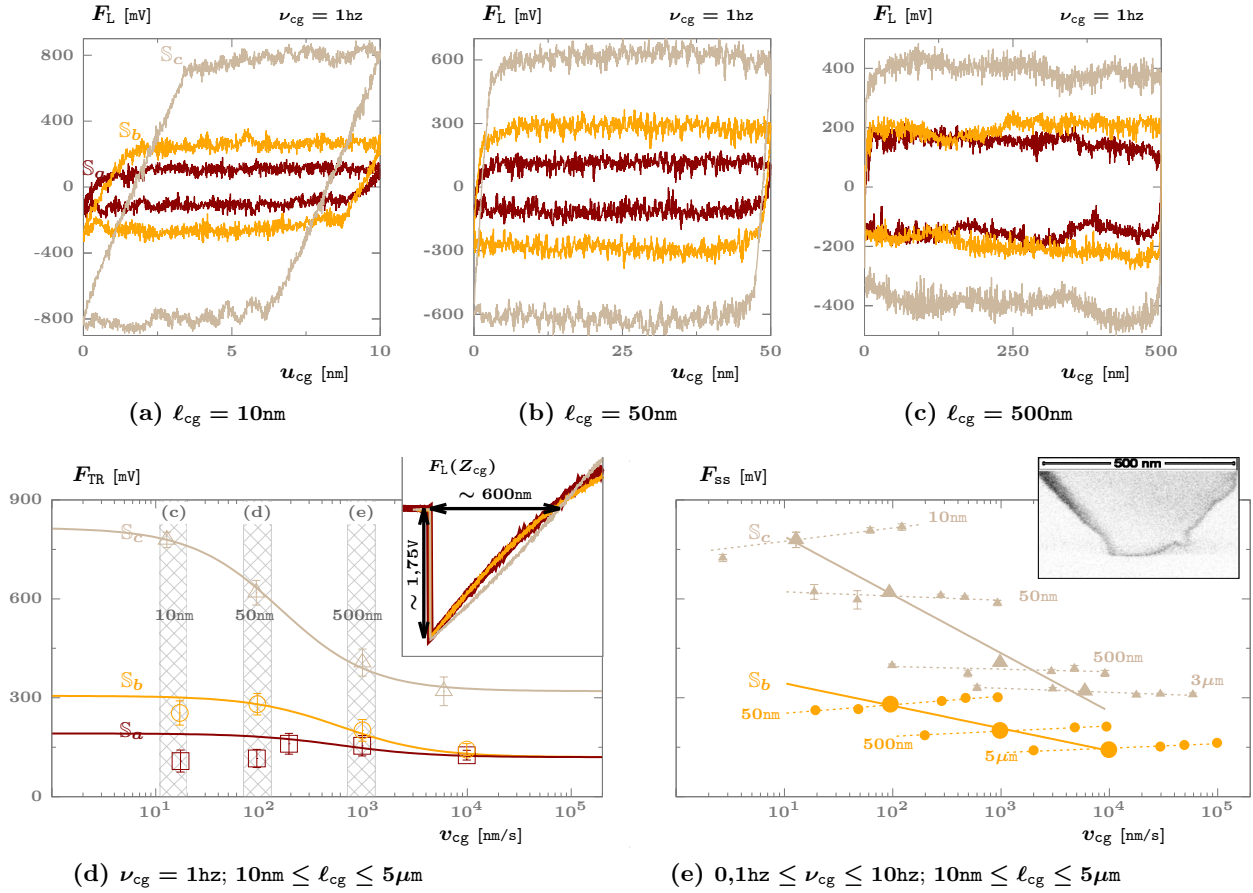 F_L [mV] ν_cg = 1hz
800
400
0
-400
-800
𝕊_c
𝕊_b
𝕊_a
0 5 10
u_cg [nm]
(a) ℓ_cg = 10nm
F_L [mV] ν_cg = 1hz
600
300
0
-300
-600
0 25 50
u_cg [nm]
(b) ℓ_cg = 50nm
F_L [mV] ν_cg = 1hz
400
200
0
-200
-400
0 250 500
u_cg [nm]
(c) ℓ_cg = 500nm
F_TR [mV]
900
600
300
0
(c) (d) (e)
𝕊_c
10nm 50nm 500nm
𝕊_b
𝕊_a
F_L(Z_cg)
~ 600nm
~ 1,75V
10^1 10^2 10^3 10^4 10^5
v_cg [nm/s]
(d) ν_cg = 1hz; 10nm ≤ ℓ_cg ≤ 5μm
F_ss [mV]
500 nm
𝕊_c
10nm
50nm
500nm
3μm
𝕊_b
50nm
500nm
5μm
10^1 10^2 10^3 10^4 10^5
v_cg [nm/s]
(e) 0,1hz ≤ ν_cg ≤ 10hz; 10nm ≤ ℓ_cg ≤ 5μm